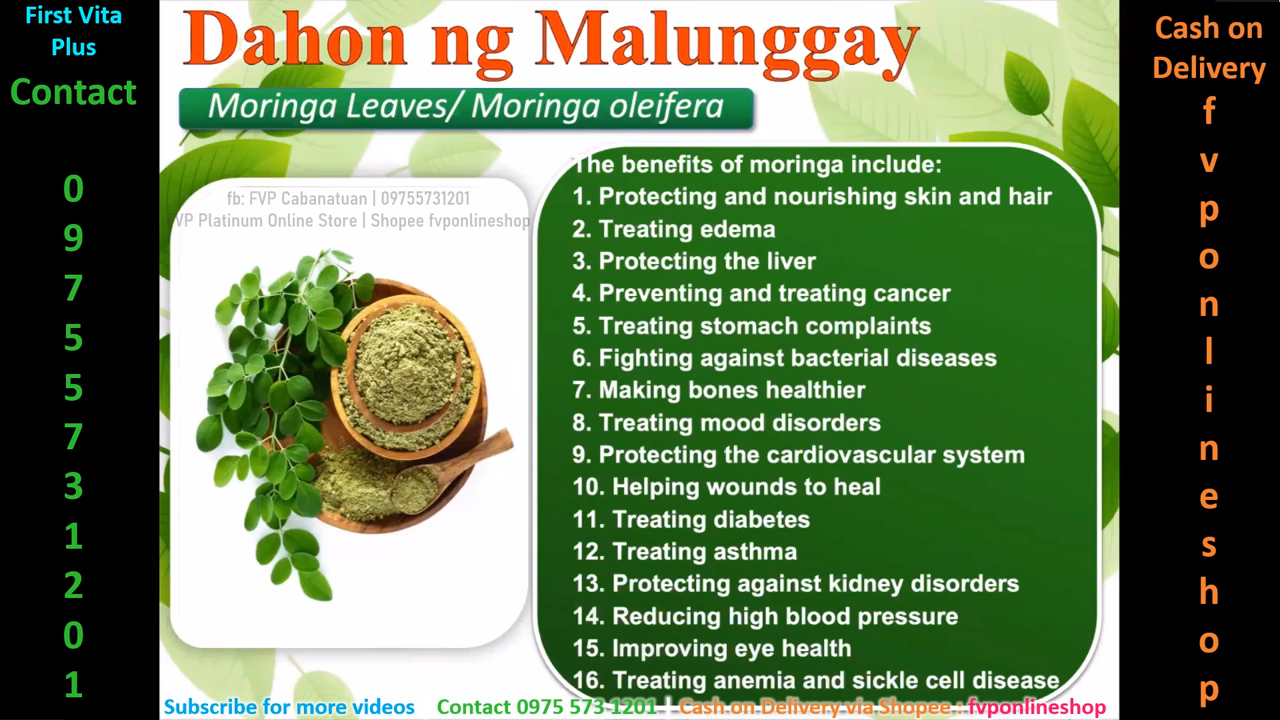 First Vita
Plus
Contact
0
9
7
5
5
7
3
1
2
0
1
Dahon ng Malunggay
Moringa Leaves/ Moringa oleifera
fb: FVP Cabanatuan | 09755731201
VP Platinum Online Store | Shopee fvponlineshop
The benefits of moringa include:
1. Protecting and nourishing skin and hair
2. Treating edema
3. Protecting the liver
4. Preventing and treating cancer
5. Treating stomach complaints
6. Fighting against bacterial diseases
7. Making bones healthier
8. Treating mood disorders
9. Protecting the cardiovascular system
10. Helping wounds to heal
11. Treating diabetes
12. Treating asthma
13. Protecting against kidney disorders
14. Reducing high blood pressure
15. Improving eye health
16. Treating anemia and sickle cell disease
Cash on
Delivery
f
v
p
o
n
l
i
n
e
s
h
o
p
Subscribe for more videos Contact 0975 573 1201 | Cash on Delivery via Shopee : fvponlineshop